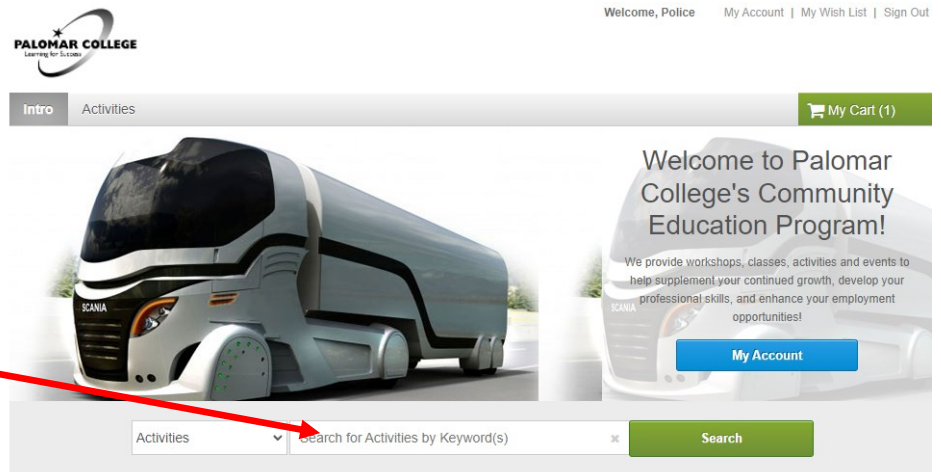 Welcome, Police My Account | My Wish List | Sign Out
PALOMAR COLLEGE
Learning for Success
Intro Activities My Cart (1)
Welcome to Palomar
College's Community
Education Program!
We provide workshops, classes, activities and events to
help supplement your continued growth, develop your
professional skills, and enhance your employment
opportunities!
My Account
SCANIA
SCANIA
Activities Search for Activities by Keyword(s) × Search